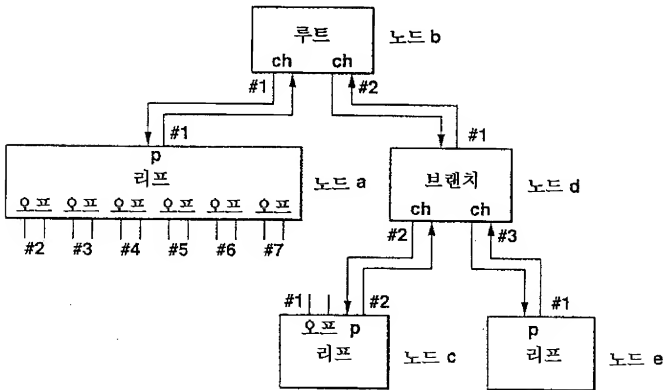 루트 노드 b
ch ch
#1 #2
#1 #1
p
리프 노드 a
오프 오프 오프 오프 오프 오프
#2 #3 #4 #5 #6 #7
브랜치 노드 d
ch ch
#2 #3
#1 #2 #1
오프 p p
리프 노드 c 리프 노드 e